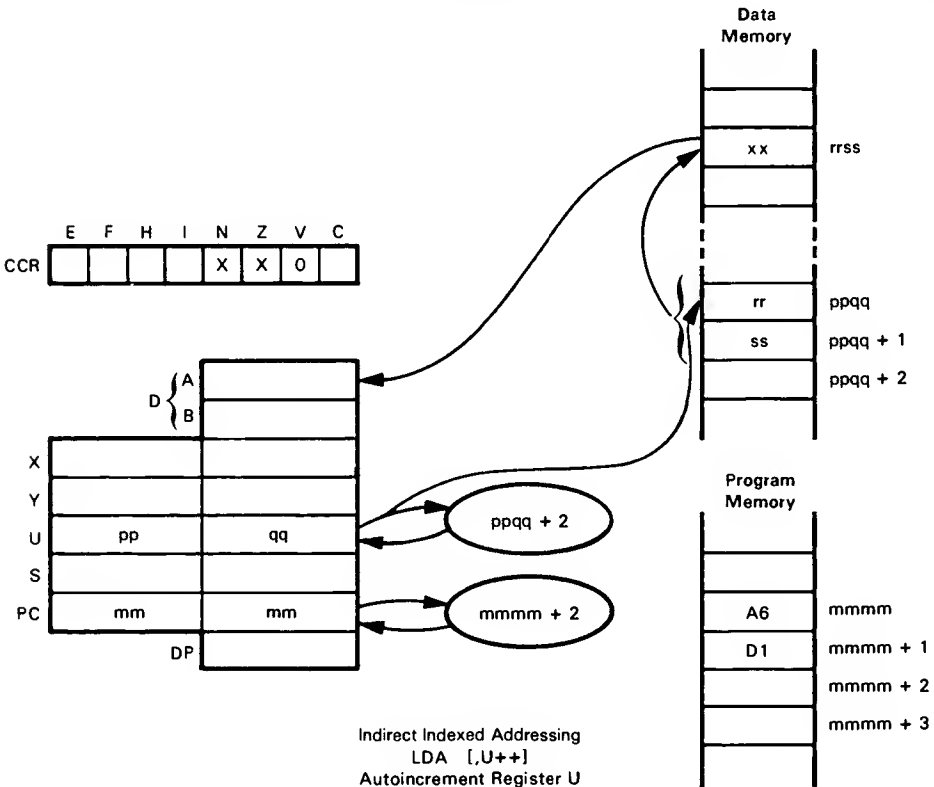 Data
Memory
xx rrss
E F H I N Z V C
CCR X X 0
rr ppqq
ss ppqq + 1
ppqq + 2
D { A
B
X
Y
U pp qq ppqq + 2
S
PC mm mm mmmm + 2
DP
Program
Memory
A6 mmmm
D1 mmmm + 1
mmmm + 2
mmmm + 3
Indirect Indexed Addressing
LDA [,U++]
Autoincrement Register U